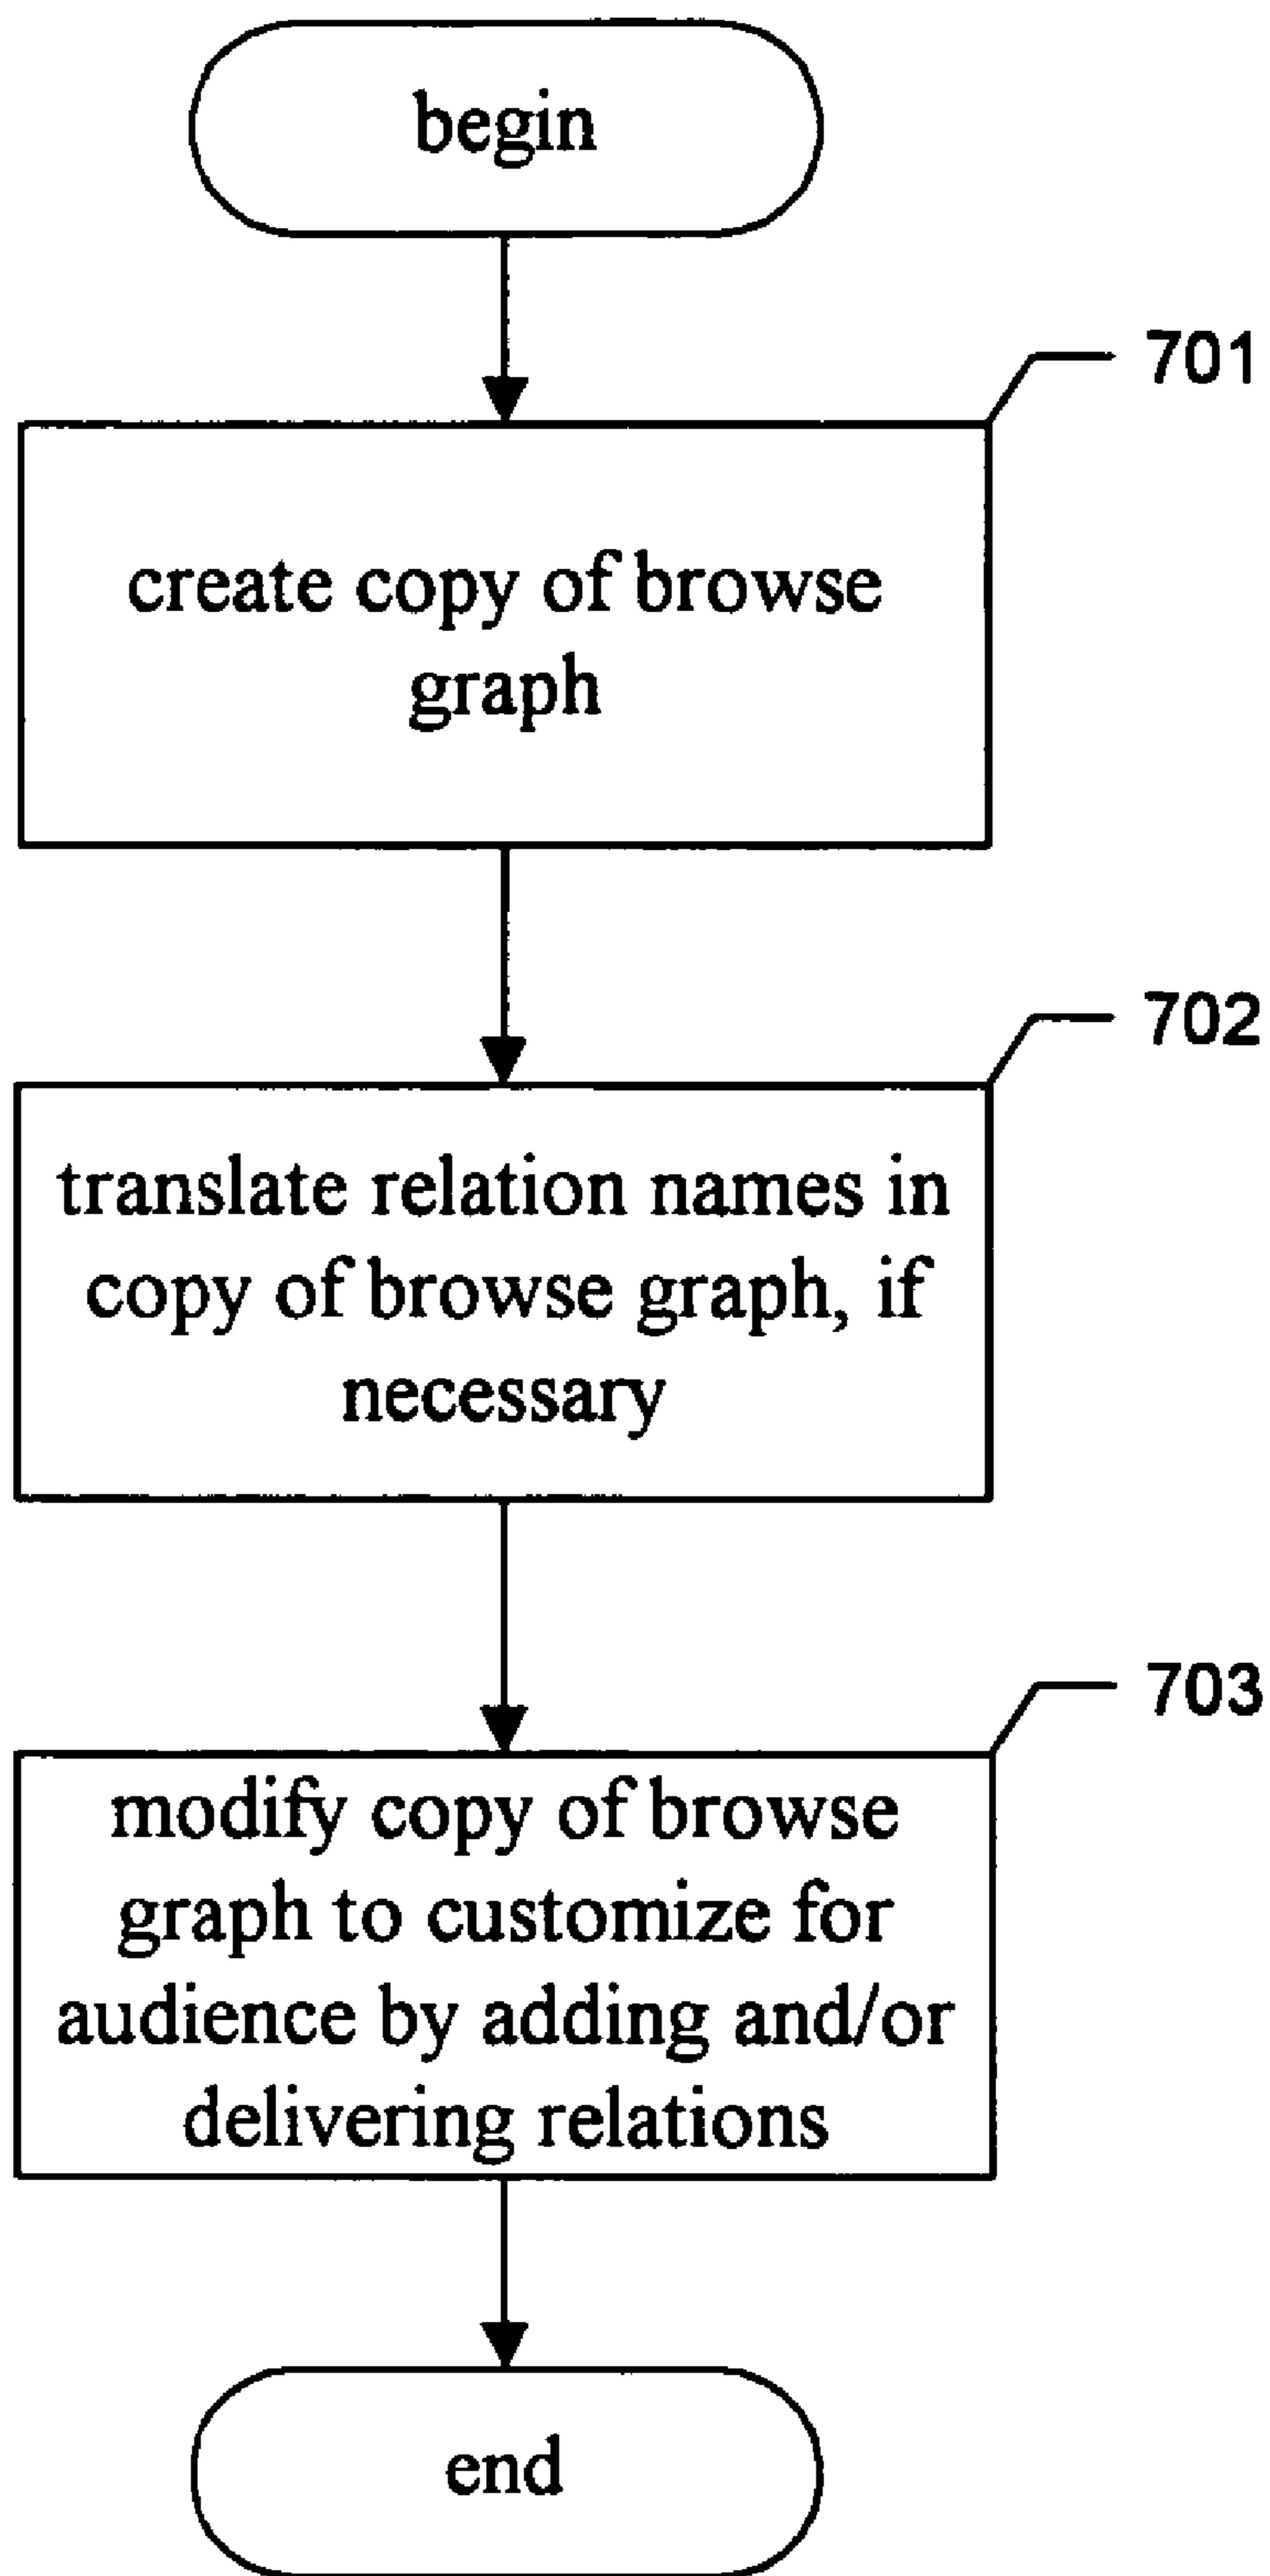 begin
701
create copy of browse
graph
702
translate relation names in
copy of browse graph, if
necessary
703
modify copy of browse
graph to customize for
audience by adding and/or
delivering relations
end